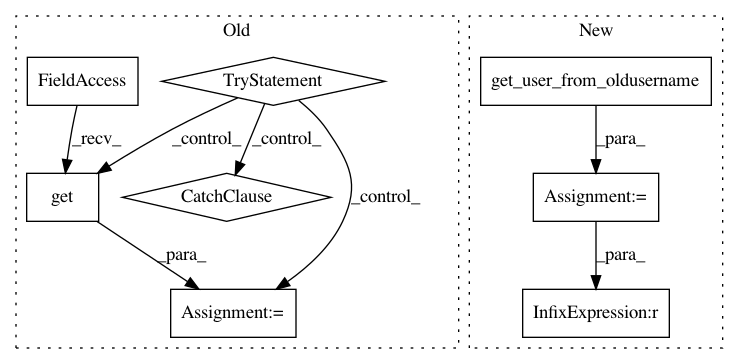 Old
New
FieldAccess
TryStatement
get_user_from_oldusername
_recv_
_control_
_control_
_para_
get
CatchClause
_control_
Assignment:=
_para_
_para_
Assignment:=
InfixExpression:r